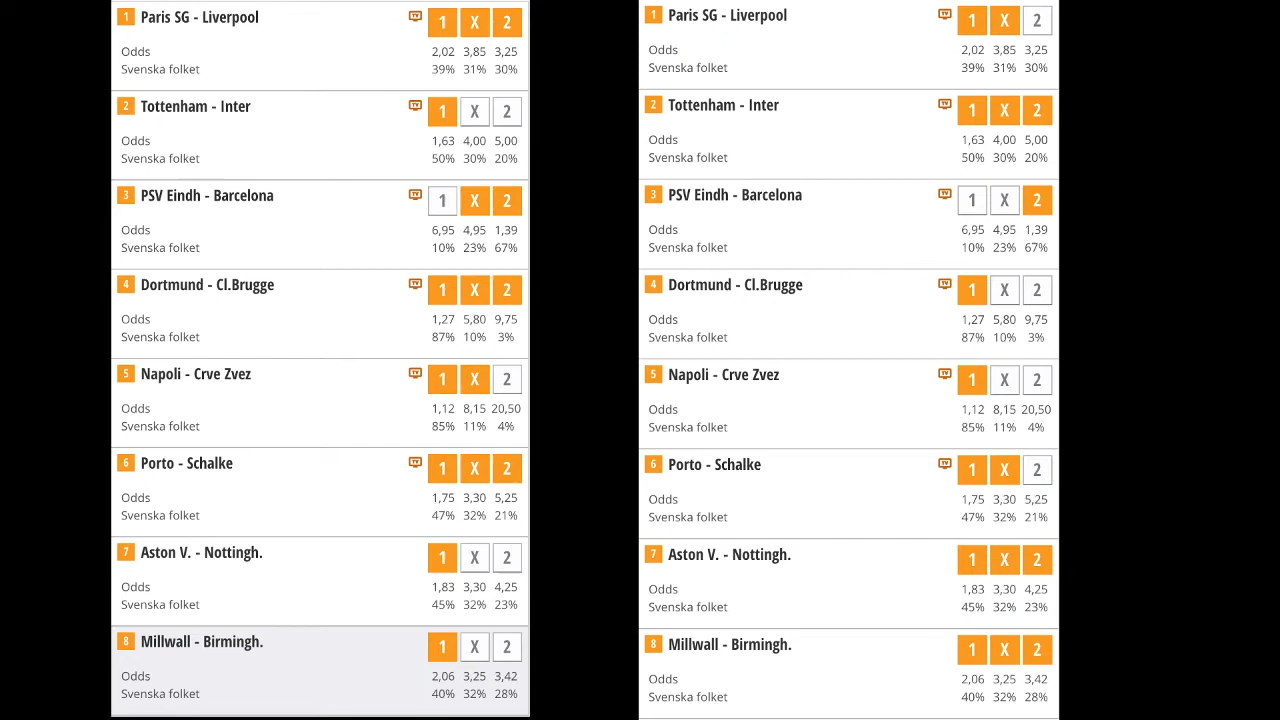 1 Paris SG - Liverpool TV 1 X 2
Odds 2,02 3,85 3,25
Svenska folket 39% 31% 30%
2 Tottenham - Inter TV 1 X 2
Odds 1,63 4,00 5,00
Svenska folket 50% 30% 20%
3 PSV Eindh - Barcelona TV 1 X 2
Odds 6,95 4,95 1,39
Svenska folket 10% 23% 67%
4 Dortmund - Cl.Brugge TV 1 X 2
Odds 1,27 5,80 9,75
Svenska folket 87% 10% 3%
5 Napoli - Crve Zvez TV 1 X 2
Odds 1,12 8,15 20,50
Svenska folket 85% 11% 4%
6 Porto - Schalke TV 1 X 2
Odds 1,75 3,30 5,25
Svenska folket 47% 32% 21%
7 Aston V. - Nottingh. 1 X 2
Odds 1,83 3,30 4,25
Svenska folket 45% 32% 23%
8 Millwall - Birmingh. 1 X 2
Odds 2,06 3,25 3,42
Svenska folket 40% 32% 28%
1 Paris SG - Liverpool TV 1 X 2
Odds 2,02 3,85 3,25
Svenska folket 39% 31% 30%
2 Tottenham - Inter TV 1 X 2
Odds 1,63 4,00 5,00
Svenska folket 50% 30% 20%
3 PSV Eindh - Barcelona TV 1 X 2
Odds 6,95 4,95 1,39
Svenska folket 10% 23% 67%
4 Dortmund - Cl.Brugge TV 1 X 2
Odds 1,27 5,80 9,75
Svenska folket 87% 10% 3%
5 Napoli - Crve Zvez TV 1 X 2
Odds 1,12 8,15 20,50
Svenska folket 85% 11% 4%
6 Porto - Schalke TV 1 X 2
Odds 1,75 3,30 5,25
Svenska folket 47% 32% 21%
7 Aston V. - Nottingh. 1 X 2
Odds 1,83 3,30 4,25
Svenska folket 45% 32% 23%
8 Millwall - Birmingh. 1 X 2
Odds 2,06 3,25 3,42
Svenska folket 40% 32% 28%